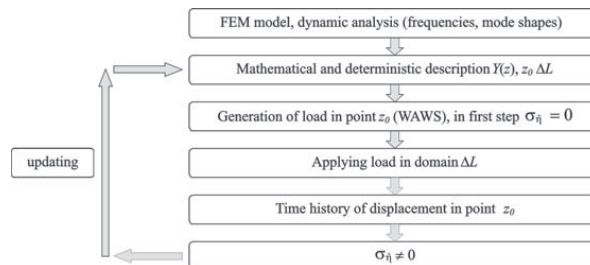 FEM model, dynamic analysis (frequencies, mode shapes)
Mathematical and deterministic description Y(z), z₀ ΔL
Generation of load in point z₀ (WAWS), in first step σ_η̂ = 0
updating
Applying load in domain ΔL
Time history of displacement in point z₀
σ_η̂ ≠ 0